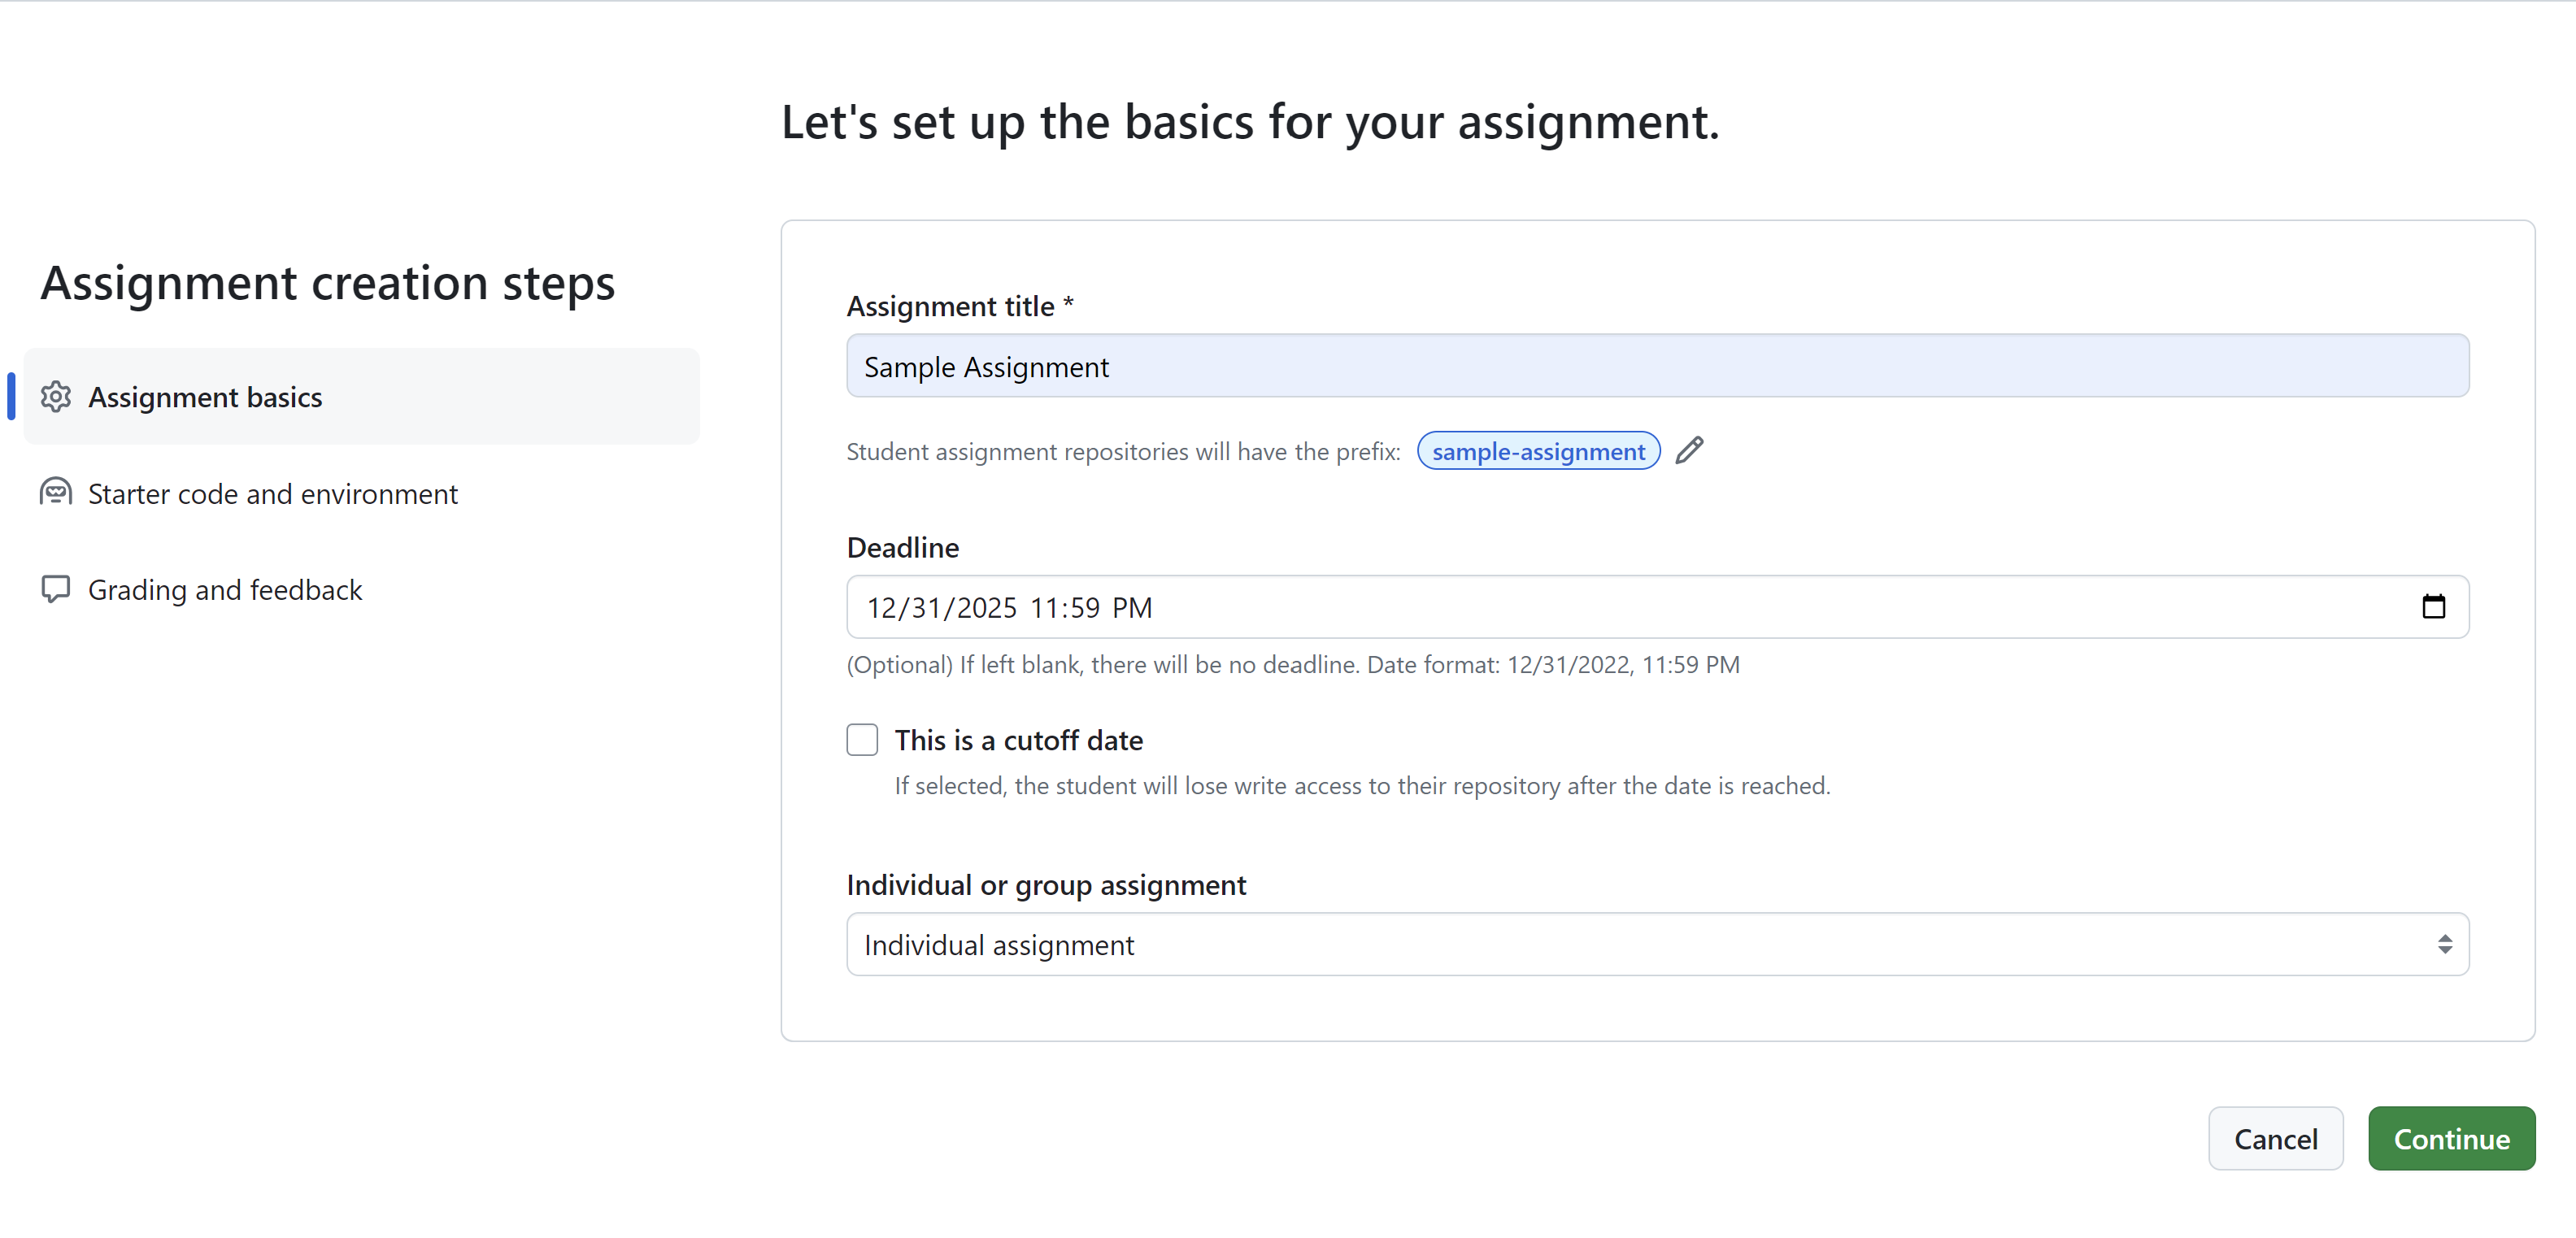 Let's set up the basics for your assignment.
Assignment creation steps
Assignment basics
Starter code and environment
Grading and feedback
Assignment title *
Sample Assignment
Student assignment repositories will have the prefix: sample-assignment
Deadline
12/31/2025 11:59 PM
(Optional) If left blank, there will be no deadline. Date format: 12/31/2022, 11:59 PM
This is a cutoff date
If selected, the student will lose write access to their repository after the date is reached.
Individual or group assignment
Individual assignment
Cancel Continue